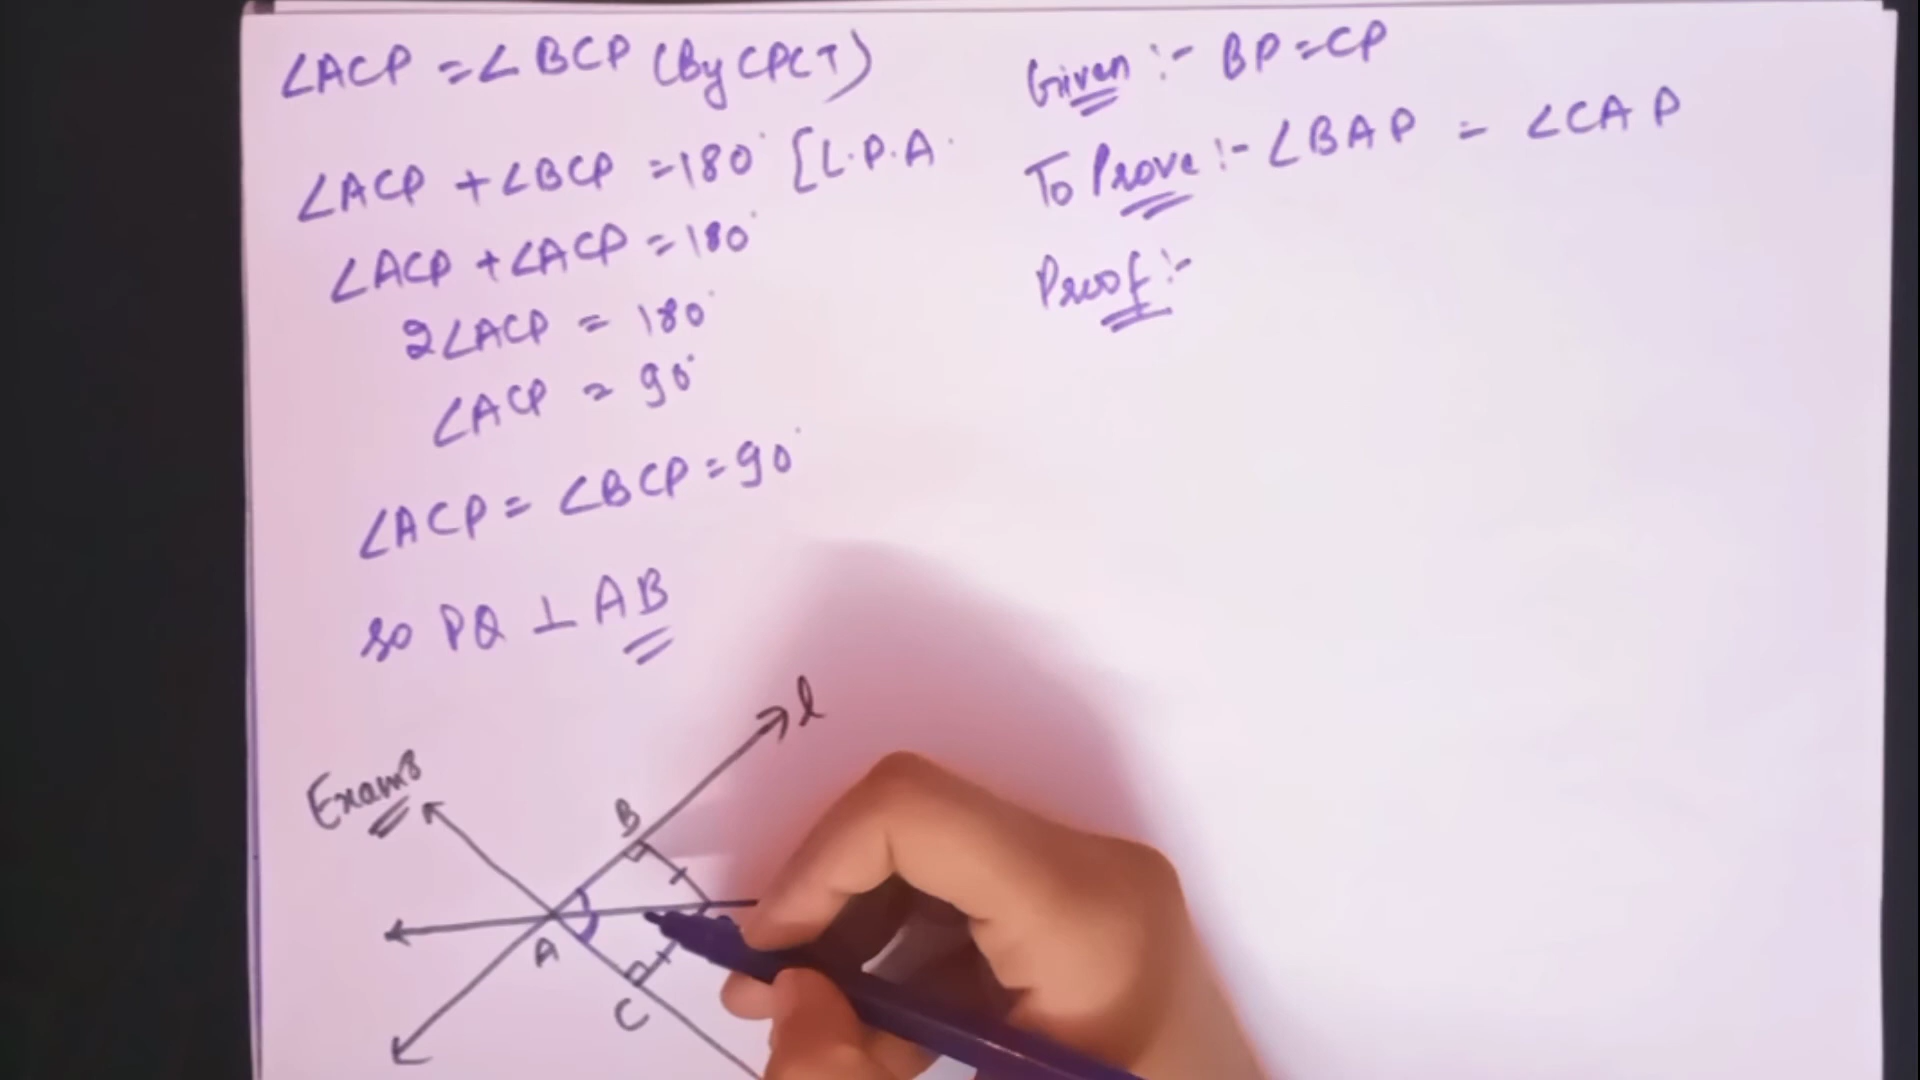 ∠ACP = ∠BCP (By CPCT)
∠ACP + ∠BCP = 180° [L.P.A.
∠ACP + ∠ACP = 180°
2∠ACP = 180°
∠ACP = 90°
∠ACP = ∠BCP = 90°
so PQ ⊥ AB
Given :- BP = CP
To Prove :- ∠BAP = ∠CAP
Proof :-
l
B
A
C